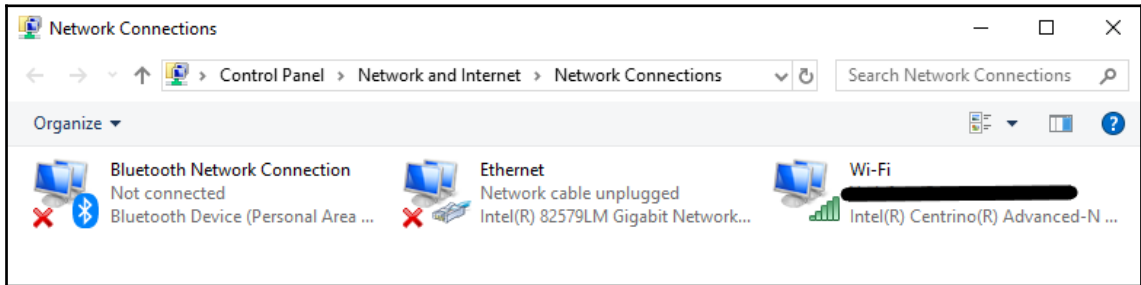 Network Connections
Control Panel > Network and Internet > Network Connections
Search Network Connections
Organize
Bluetooth Network Connection
Not connected
Bluetooth Device (Personal Area ...
Ethernet
Network cable unplugged
Intel(R) 82579LM Gigabit Network...
Wi-Fi
Intel(R) Centrino(R) Advanced-N ...